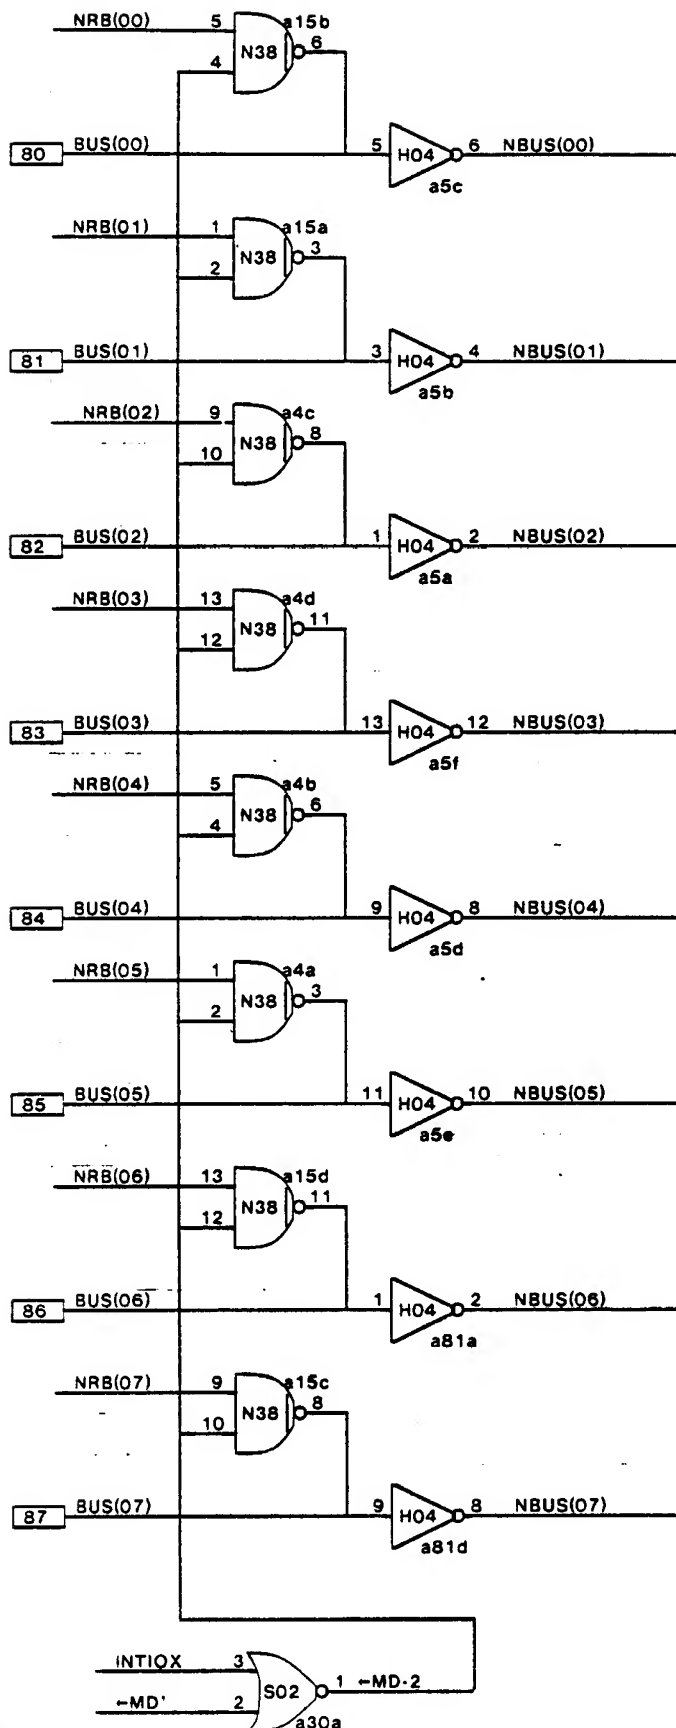 NRB(00) 5 a15b
N38 6
4
80 BUS(00) 5 H04 6 NBUS(00)
a5c
NRB(01) 1 a15a
N38 3
2
81 BUS(01) 3 H04 4 NBUS(01)
a5b
NRB(02) 9 a4c
N38 8
10
82 BUS(02) 1 H04 2 NBUS(02)
a5a
NRB(03) 13 a4d
N38 11
12
83 BUS(03) 13 H04 12 NBUS(03)
a5f
NRB(04) 5 a4b
N38 6
4
84 BUS(04) 9 H04 8 NBUS(04)
a5d
NRB(05) 1 a4a
N38 3
2
85 BUS(05) 11 H04 10 NBUS(05)
a5e
NRB(06) 13 a15d
N38 11
12
86 BUS(06) 1 H04 2 NBUS(06)
a81a
NRB(07) 9 a15c
N38 8
10
87 BUS(07) 9 H04 8 NBUS(07)
a81d
INTIOX 3
S02 1 ←MD-2
←MD' 2
a30a